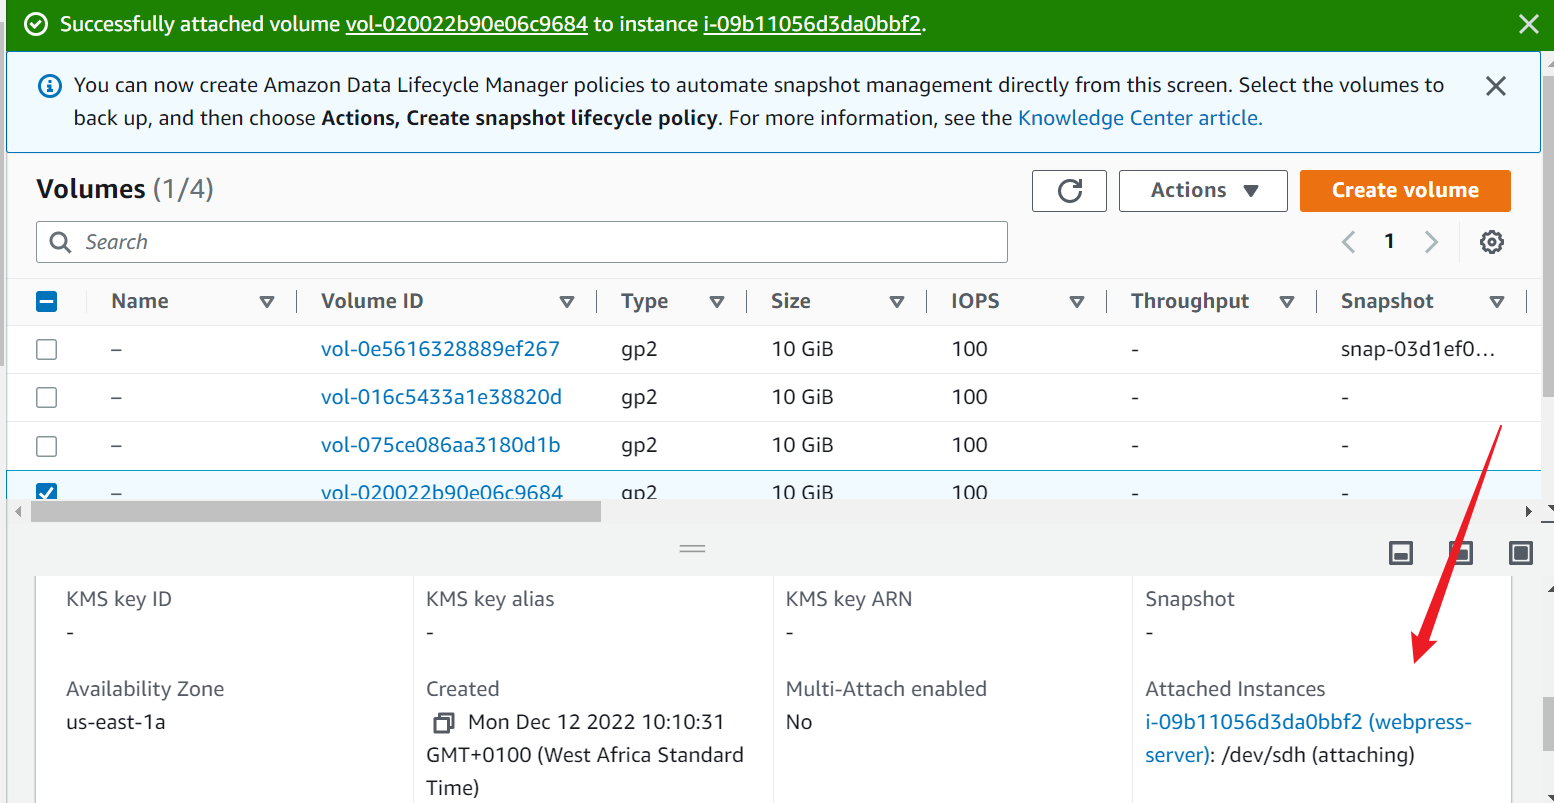 Successfully attached volume vol-020022b90e06c9684 to instance i-09b11056d3da0bbf2.
You can now create Amazon Data Lifecycle Manager policies to automate snapshot management directly from this screen. Select the volumes to
back up, and then choose Actions, Create snapshot lifecycle policy. For more information, see the Knowledge Center article.
Volumes (1/4)
Actions
Create volume
Search
1
Name Volume ID Type Size IOPS Throughput Snapshot
– vol-0e5616328889ef267 gp2 10 GiB 100 - snap-03d1ef0...
– vol-016c5433a1e38820d gp2 10 GiB 100 - -
– vol-075ce086aa3180d1b gp2 10 GiB 100 - -
– vol-020022b90e06c9684 gp2 10 GiB 100 - -
KMS key ID
-
KMS key alias
-
KMS key ARN
-
Snapshot
-
Availability Zone
us-east-1a
Created
Mon Dec 12 2022 10:10:31
GMT+0100 (West Africa Standard
Time)
Multi-Attach enabled
No
Attached Instances
i-09b11056d3da0bbf2 (webpress-
server): /dev/sdh (attaching)